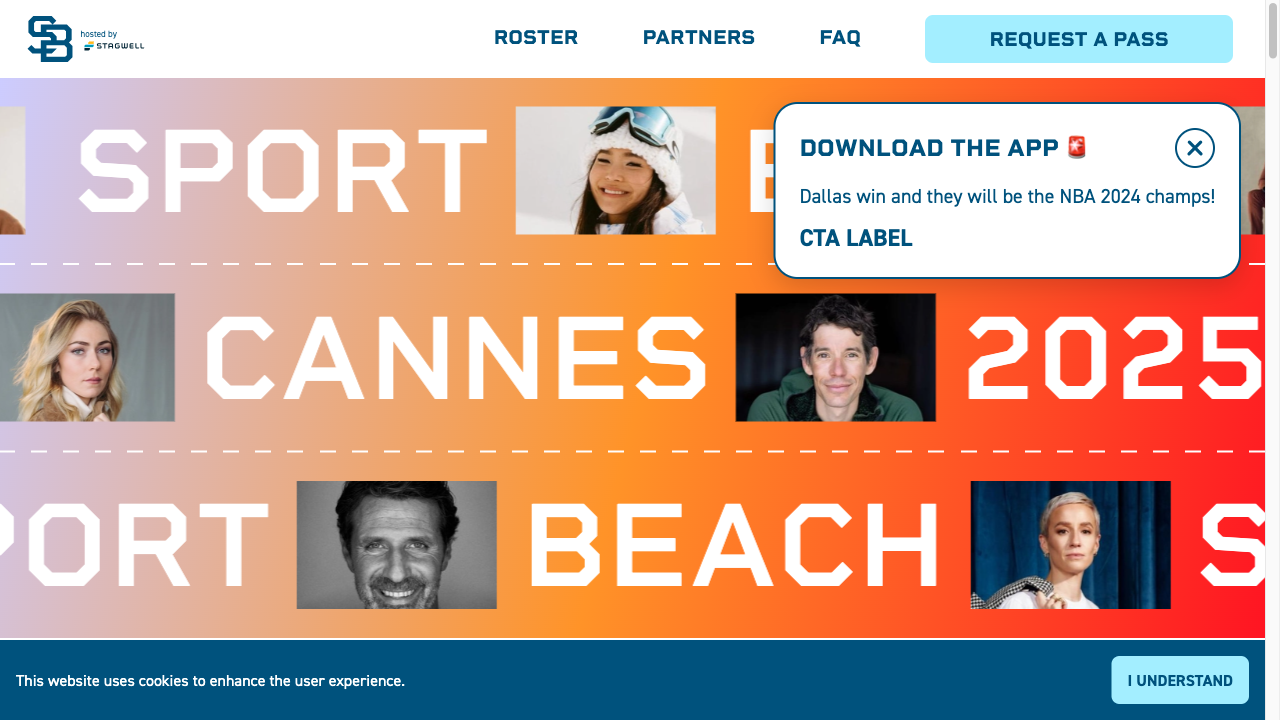 SB
hosted by
STAGWELL
ROSTER
PARTNERS
FAQ
REQUEST A PASS
SPORT
DOWNLOAD THE APP 🚨
Dallas win and they will be the NBA 2024 champs!
CTA LABEL
CANNES
2025
PORT
BEACH
S
This website uses cookies to enhance the user experience.
I UNDERSTAND